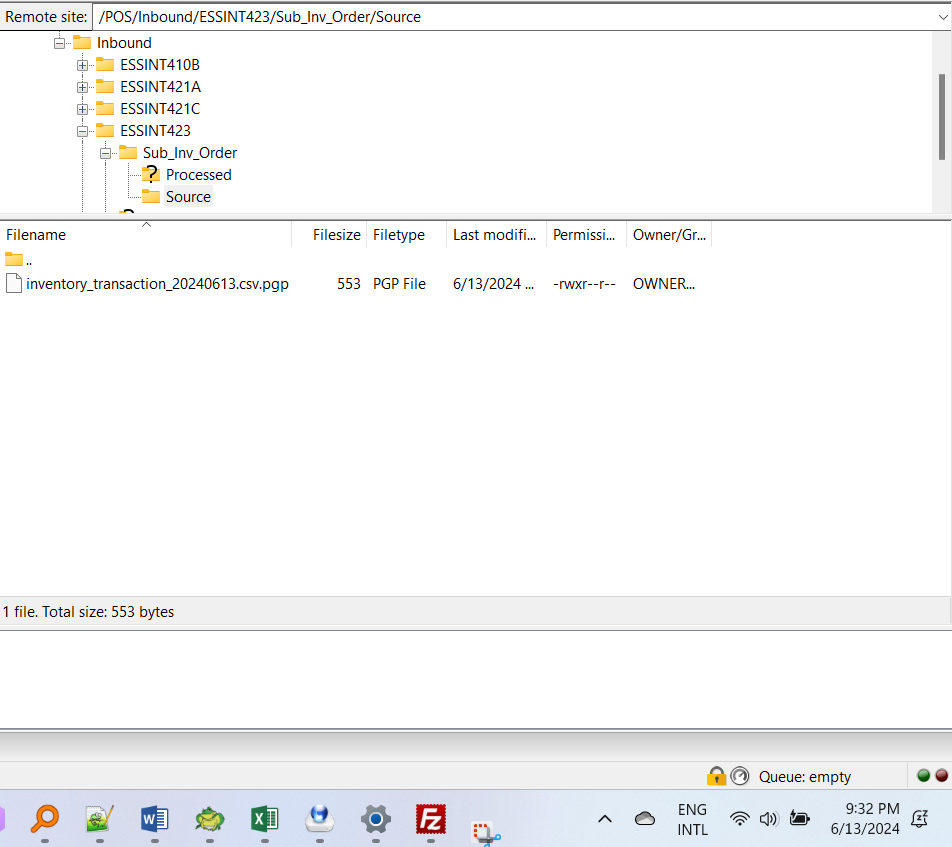 Remote site: /POS/Inbound/ESSINT423/Sub_Inv_Order/Source
Inbound
ESSINT410B
ESSINT421A
ESSINT421C
ESSINT423
Sub_Inv_Order
Processed
Source
Filename Filesize Filetype Last modifi... Permissi... Owner/Gr...
..
inventory_transaction_20240613.csv.pgp 553 PGP File 6/13/2024 ... -rwxr--r-- OWNER...
1 file. Total size: 553 bytes
Queue: empty
ENG 9:32 PM
INTL 6/13/2024